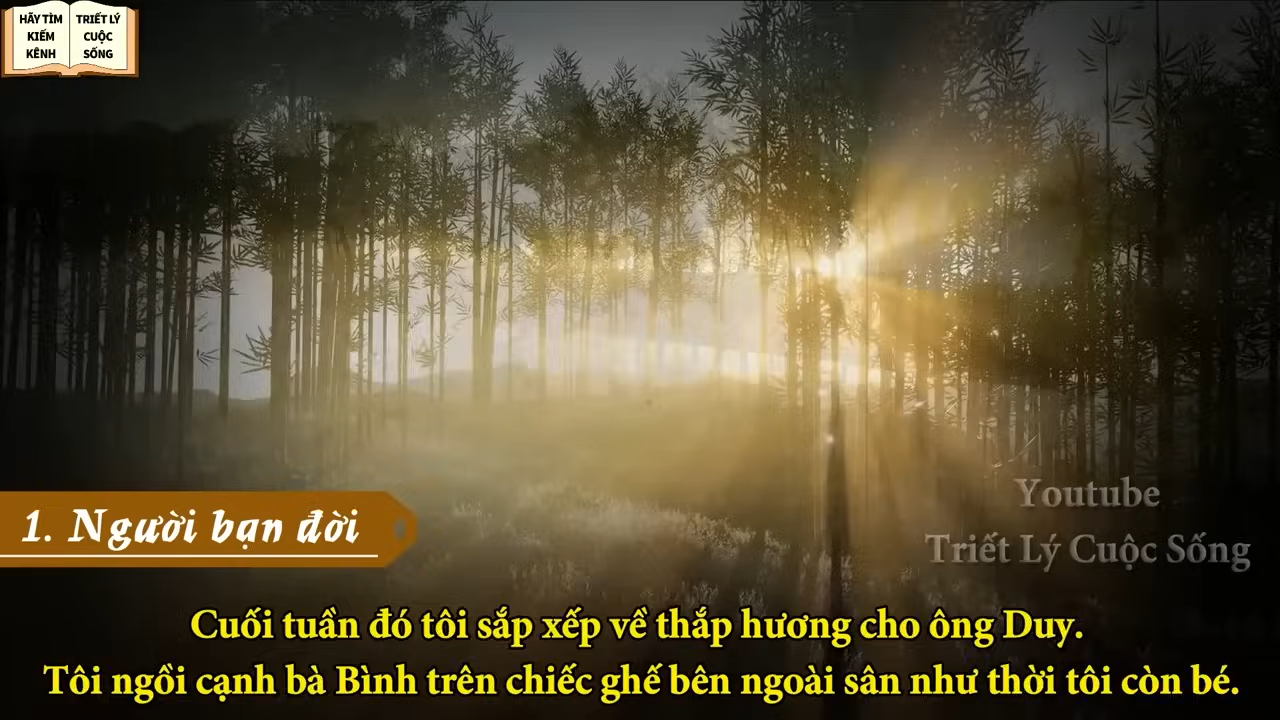 HÃY TÌM
KIẾM
KÊNH
TRIẾT LÝ
CUỘC
SỐNG
Youtube
Triết Lý Cuộc Sống
1. Người bạn đời
Cuối tuần đó tôi sắp xếp về thắp hương cho ông Duy.
Tôi ngồi cạnh bà Bình trên chiếc ghế bên ngoài sân như thời tôi còn bé.